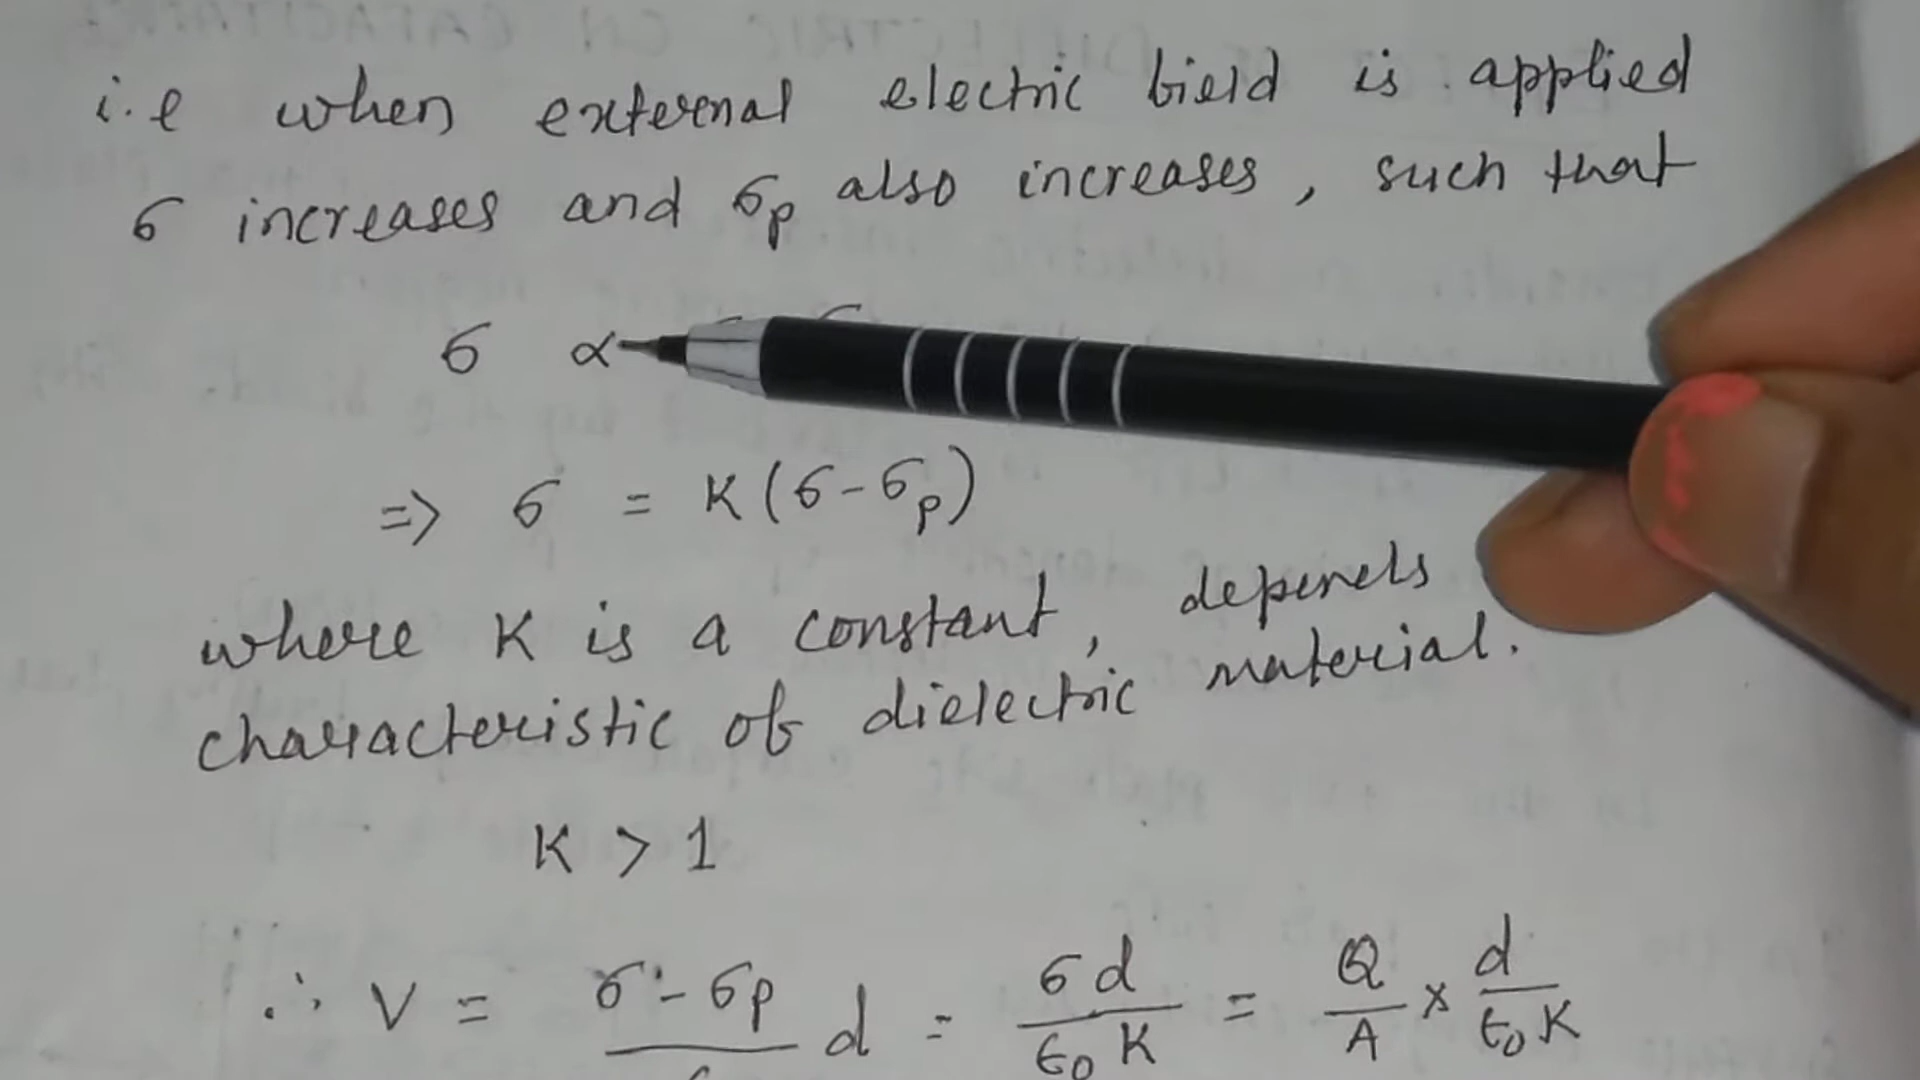 i.e when external electric field is applied
σ increases and σp also increases, such that
σ ∝
=> σ = K(σ-σp)
where K is a constant, depends
characteristic of dielectric material.
K > 1
∴ V = σ-σp/ d = σd/ε₀K = Q/A × d/ε₀K